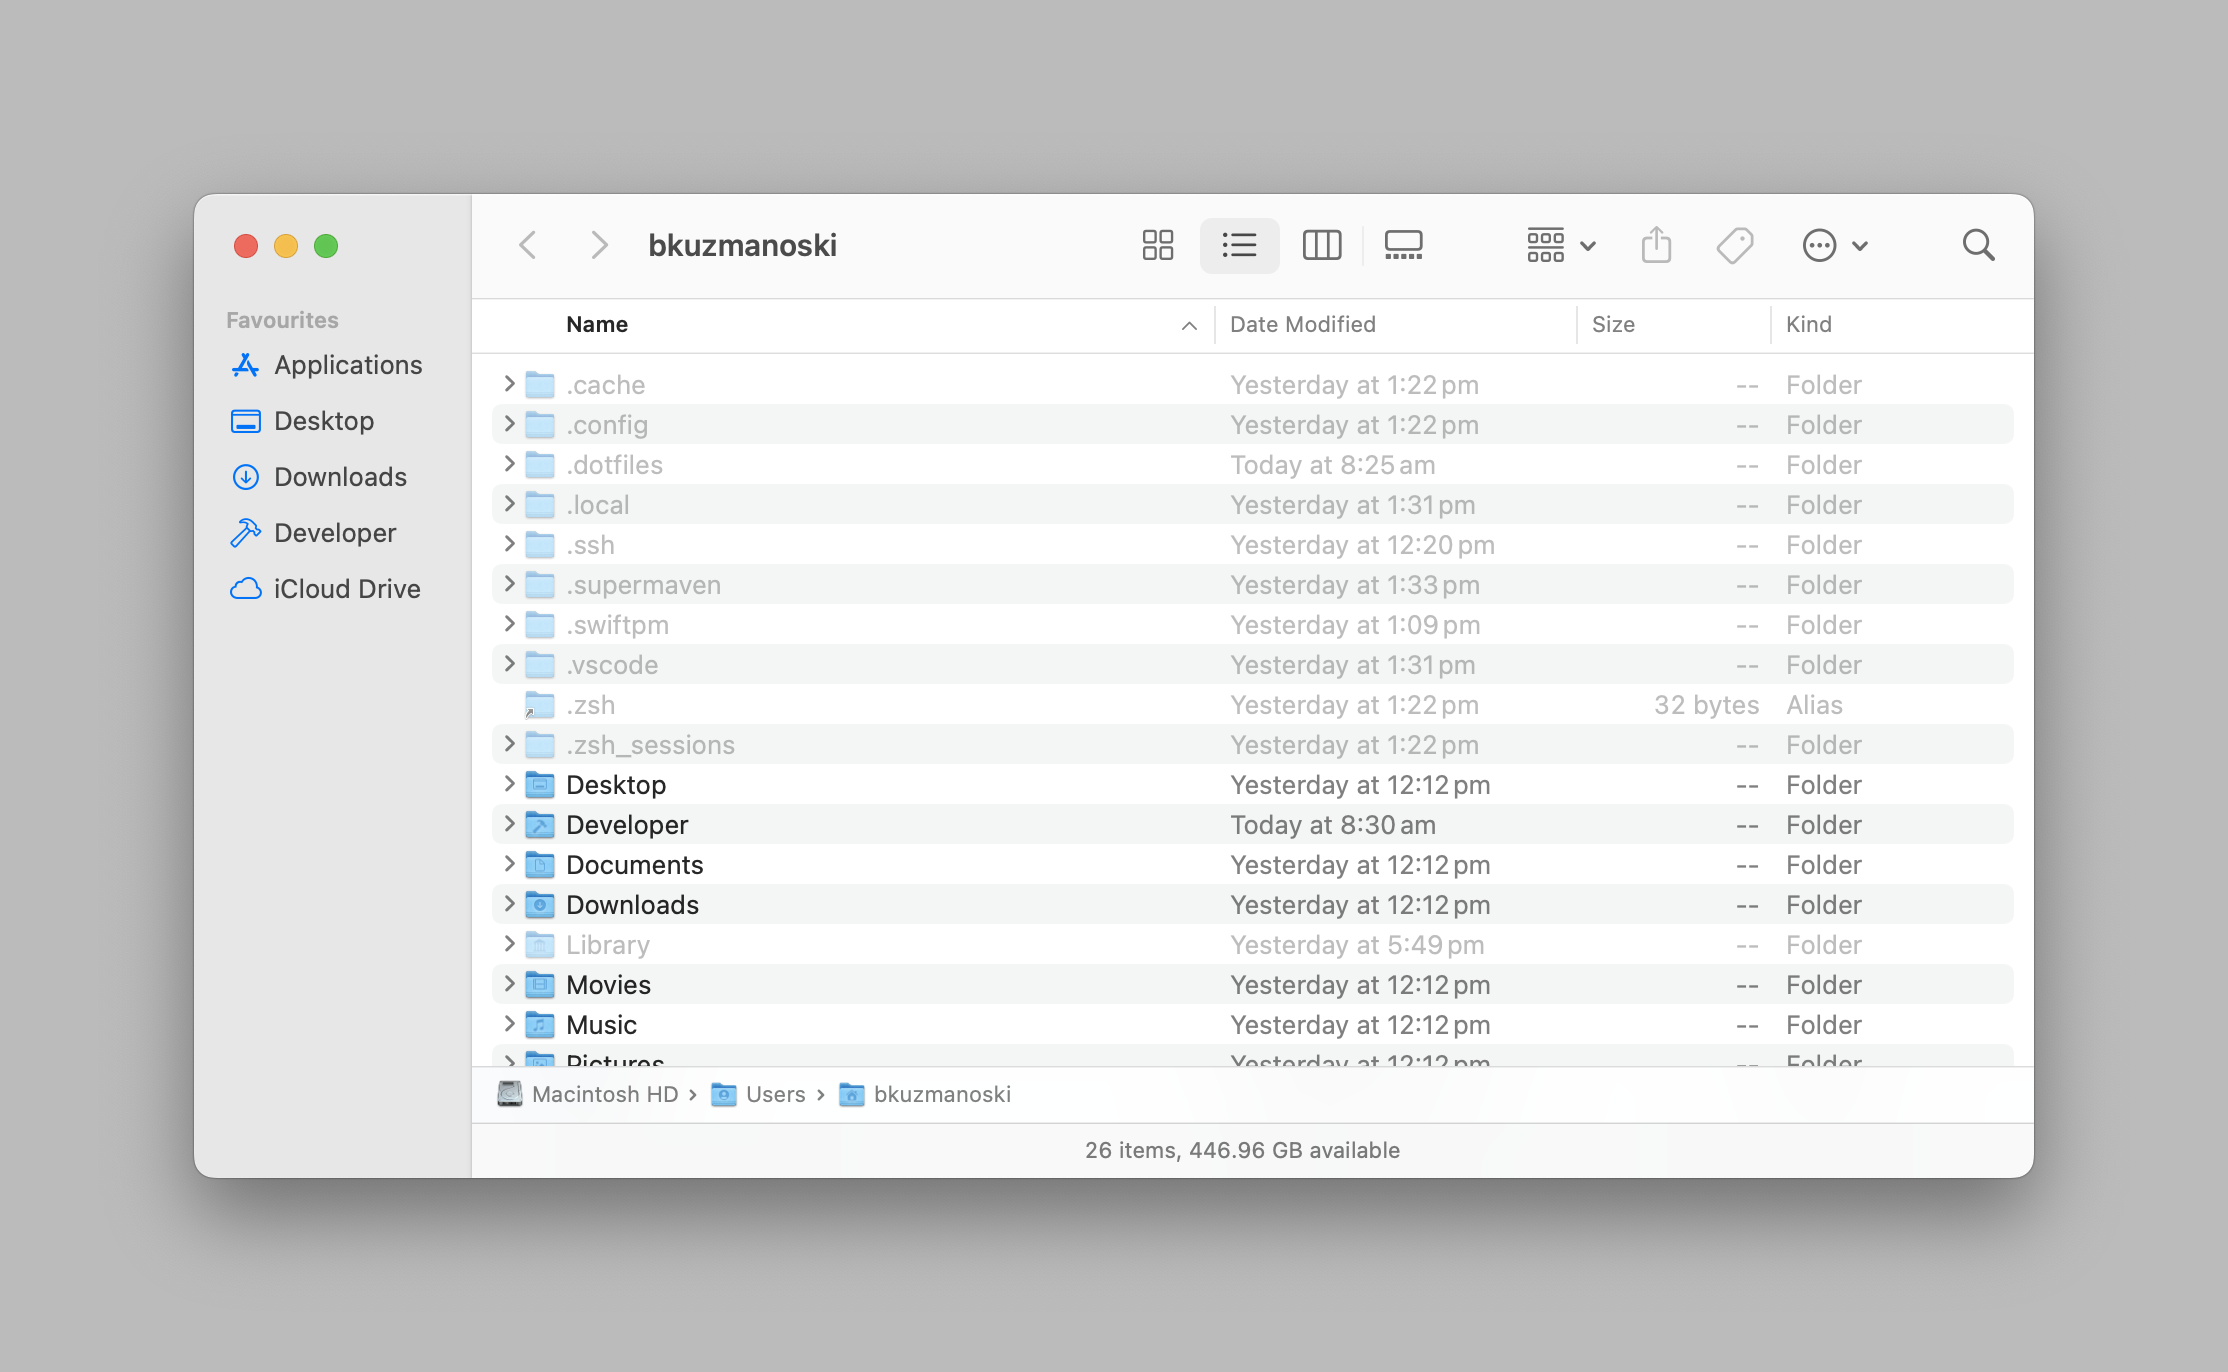 bkuzmanoski
Favourites
Applications
Desktop
Downloads
Developer
iCloud Drive
Name Date Modified Size Kind
.cache Yesterday at 1:22 pm -- Folder
.config Yesterday at 1:22 pm -- Folder
.dotfiles Today at 8:25 am -- Folder
.local Yesterday at 1:31 pm -- Folder
.ssh Yesterday at 12:20 pm -- Folder
.supermaven Yesterday at 1:33 pm -- Folder
.swiftpm Yesterday at 1:09 pm -- Folder
.vscode Yesterday at 1:31 pm -- Folder
.zsh Yesterday at 1:22 pm 32 bytes Alias
.zsh_sessions Yesterday at 1:22 pm -- Folder
Desktop Yesterday at 12:12 pm -- Folder
Developer Today at 8:30 am -- Folder
Documents Yesterday at 12:12 pm -- Folder
Downloads Yesterday at 12:12 pm -- Folder
Library Yesterday at 5:49 pm -- Folder
Movies Yesterday at 12:12 pm -- Folder
Music Yesterday at 12:12 pm -- Folder
Pictures Yesterday at 12:12 pm -- Folder
Macintosh HD › Users › bkuzmanoski
26 items, 446.96 GB available